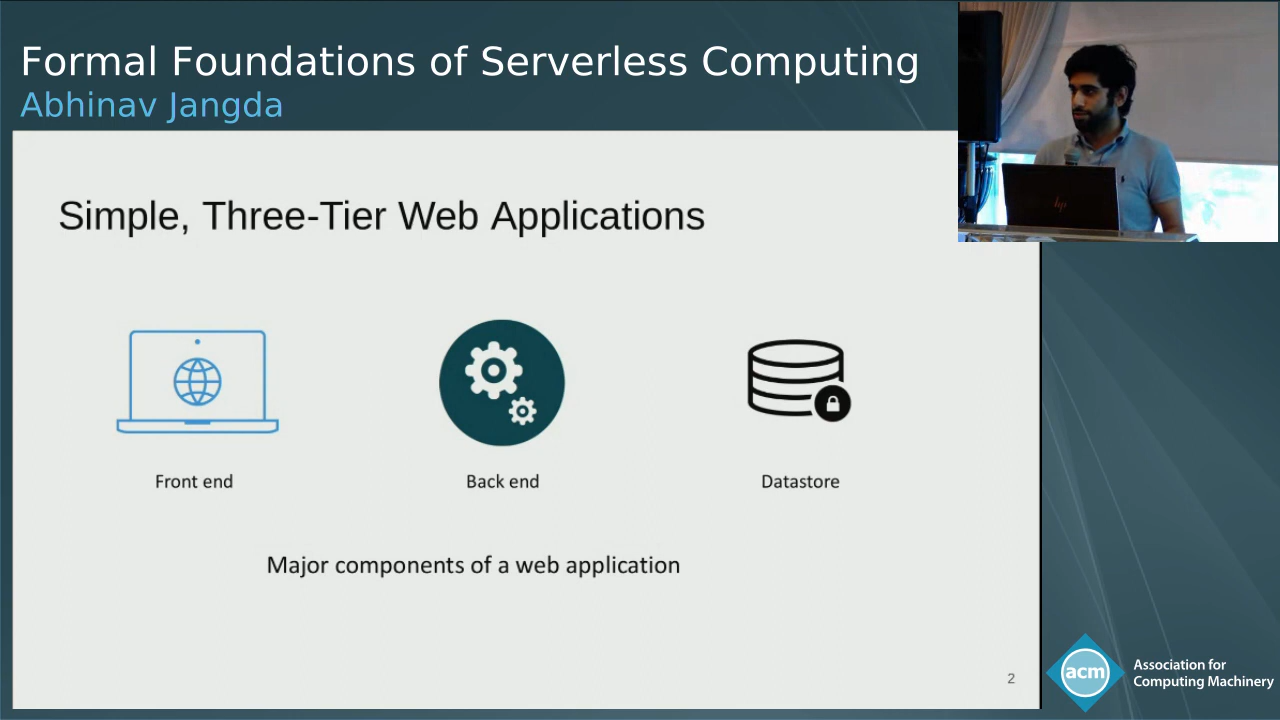 Formal Foundations of Serverless Computing
Abhinav Jangda
Simple, Three-Tier Web Applications
Front end
Back end
Datastore
Major components of a web application
2
hp
acm
Association for
Computing Machinery